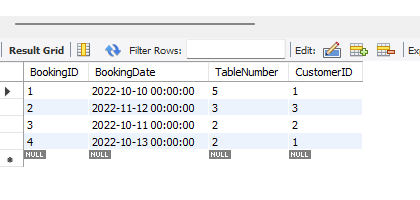 Result Grid Filter Rows: Edit:
BookingID BookingDate TableNumber CustomerID
1 2022-10-10 00:00:00 5 1
2 2022-11-12 00:00:00 3 3
3 2022-10-11 00:00:00 2 2
4 2022-10-13 00:00:00 2 1
NULL NULL NULL NULL